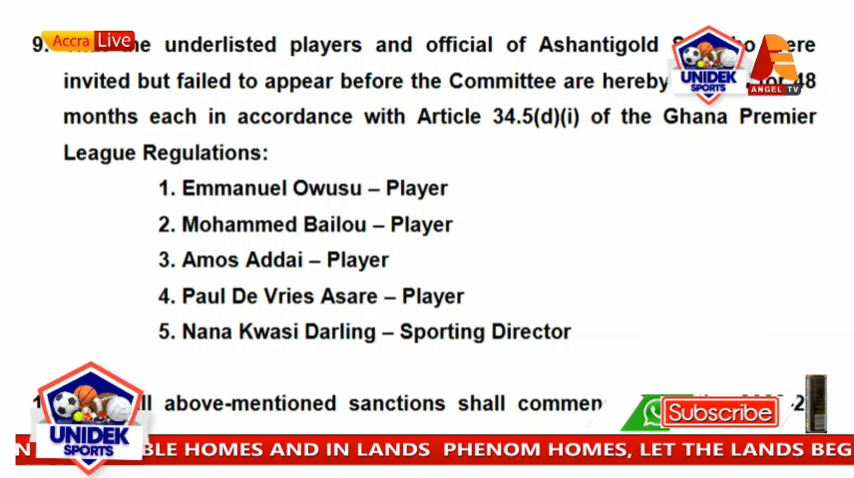 Accra Live
9. the underlisted players and official of Ashantigold
invited but failed to appear before the Committee are hereby for 48
months each in accordance with Article 34.5(d)(i) of the Ghana Premier
League Regulations:
1. Emmanuel Owusu – Player
2. Mohammed Bailou – Player
3. Amos Addai – Player
4. Paul De Vries Asare – Player
5. Nana Kwasi Darling – Sporting Director
above-mentioned sanctions shall
UNIDEK
SPORTS
ANGEL TV
UNIDEK
SPORTS
Subscribe
HOMES AND IN LANDS PHENOM HOMES, LET THE LANDS BEG